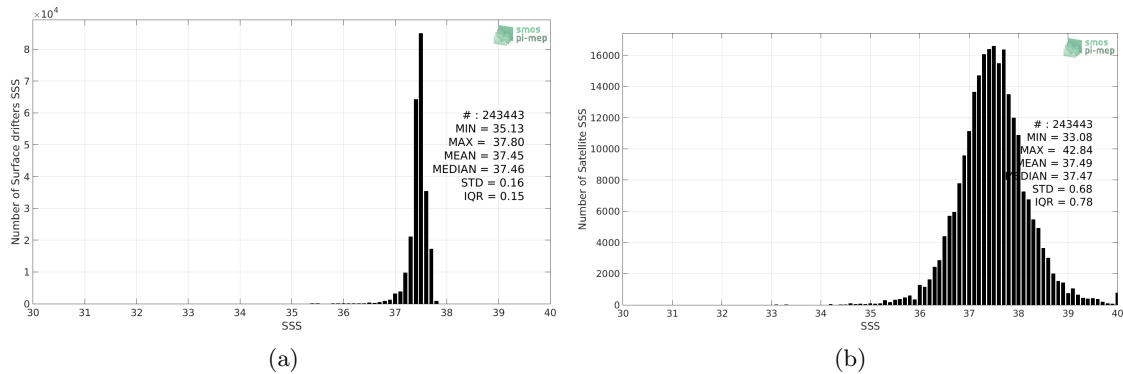 ×10⁴
smos
pi-mep
8
7
6
5
4
3
2
1
0
Number of Surface drifters SSS
# : 243443
MIN = 35.13
MAX = 37.80
MEAN = 37.45
MEDIAN = 37.46
STD = 0.16
IQR = 0.15
30 31 32 33 34 35 36 37 38 39 40
SSS
(a)
smos
pi-mep
16000
14000
12000
10000
8000
6000
4000
2000
0
Number of Satellite SSS
# : 243443
MIN = 33.08
MAX = 42.84
MEAN = 37.49
MEDIAN = 37.47
STD = 0.68
IQR = 0.78
30 31 32 33 34 35 36 37 38 39 40
SSS
(b)